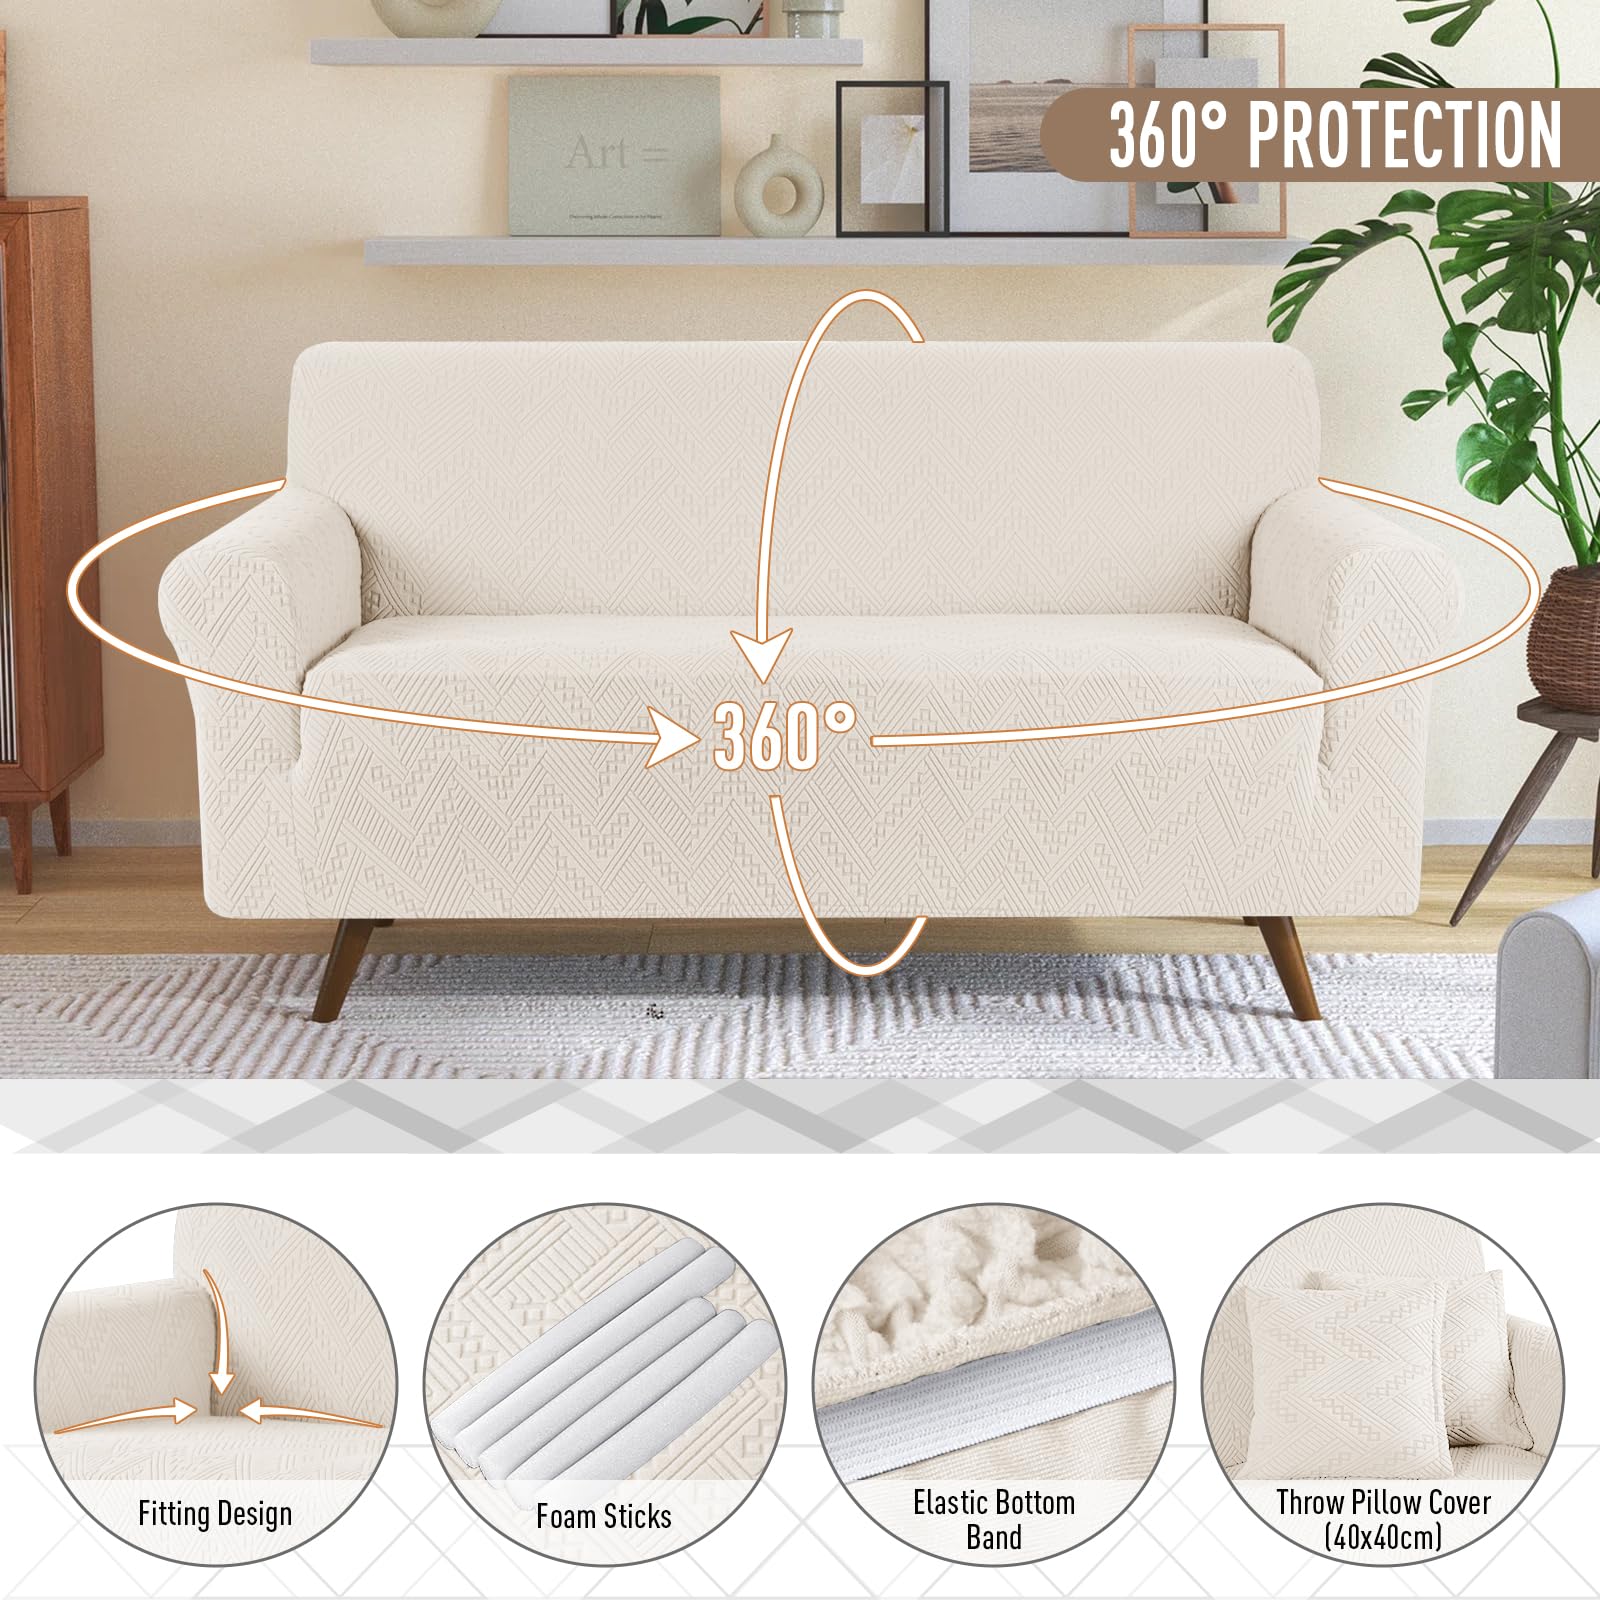 360° PROTECTION
Art =
360°
Fitting Design
Foam Sticks
Elastic Bottom
Band
Throw Pillow Cover
(40x40cm)